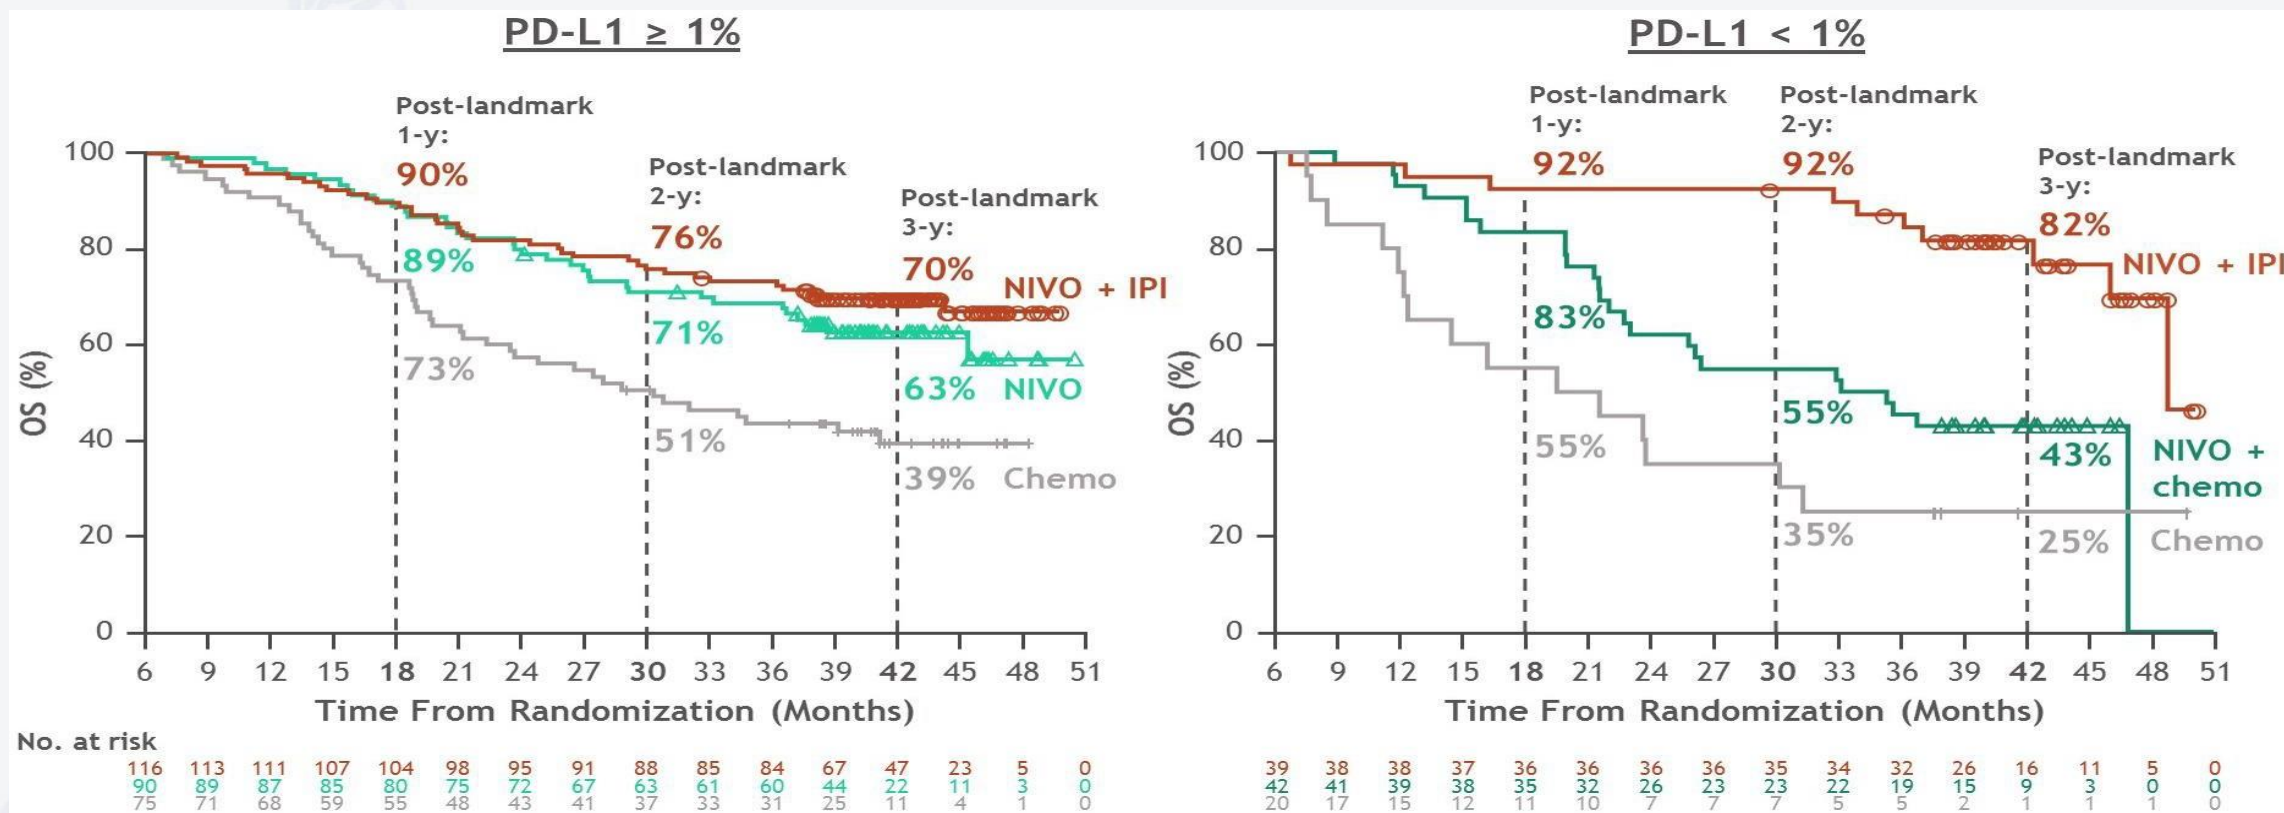 PD-L1 ≥ 1%
Post-landmark
1-y:
90%
Post-landmark
2-y:
76%
Post-landmark
3-y:
70%
NIVO + IPI
89%
71%
63% NIVO
73%
51%
39% Chemo
OS (%)
100
80
60
40
20
0
6 9 12 15 18 21 24 27 30 33 36 39 42 45 48 51
Time From Randomization (Months)
No. at risk
116 113 111 107 104 98 95 91 88 85 84 67 47 23 5 0
90 89 87 85 80 75 72 67 63 61 60 44 22 11 3 0
75 71 68 59 55 48 43 41 37 33 31 25 11 4 1 0
PD-L1 < 1%
Post-landmark
1-y:
92%
Post-landmark
2-y:
92%
Post-landmark
3-y:
82%
NIVO + IPI
83%
55%
43%
NIVO +
chemo
55%
35%
25% Chemo
OS (%)
100
80
60
40
20
0
6 9 12 15 18 21 24 27 30 33 36 39 42 45 48 51
Time From Randomization (Months)
39 38 38 37 36 36 36 36 35 34 32 26 16 11 5 0
42 41 39 38 35 32 26 23 23 22 19 15 9 3 0 0
20 17 15 12 11 10 7 7 7 5 5 2 1 1 1 0